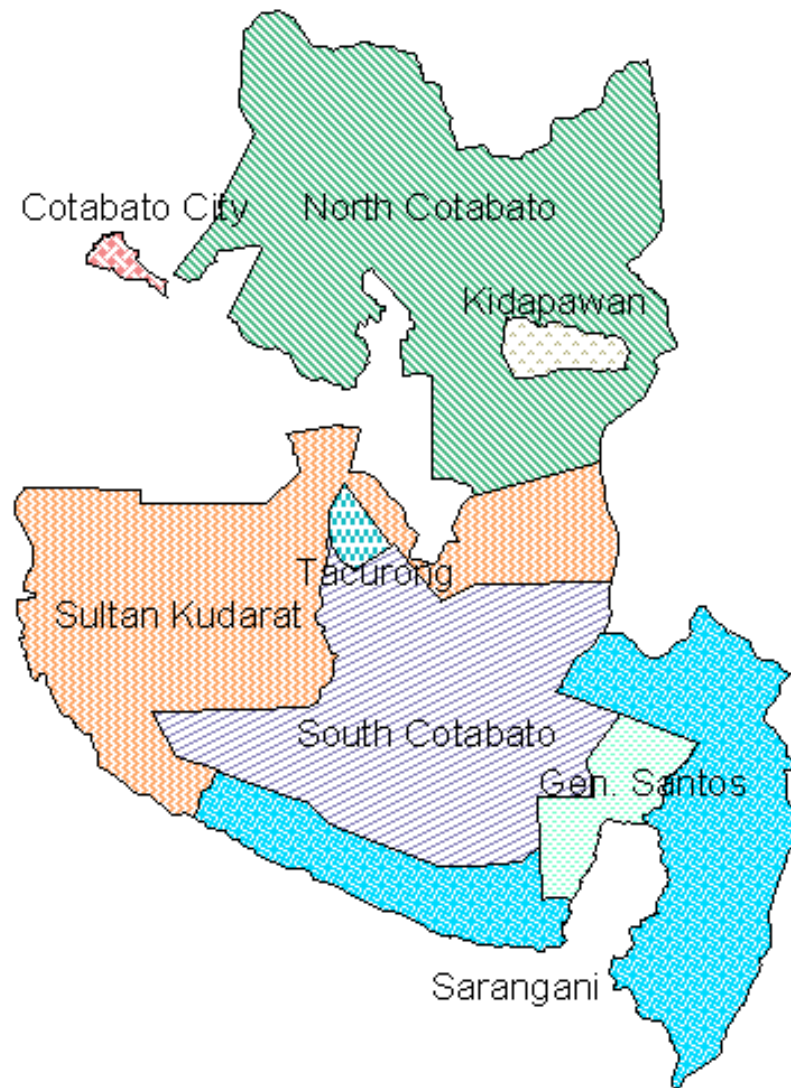 Cotabato City
North Cotabato
Kidapawan
Tacurong
Sultan Kudarat
South Cotabato
Gen. Santos
Sarangani